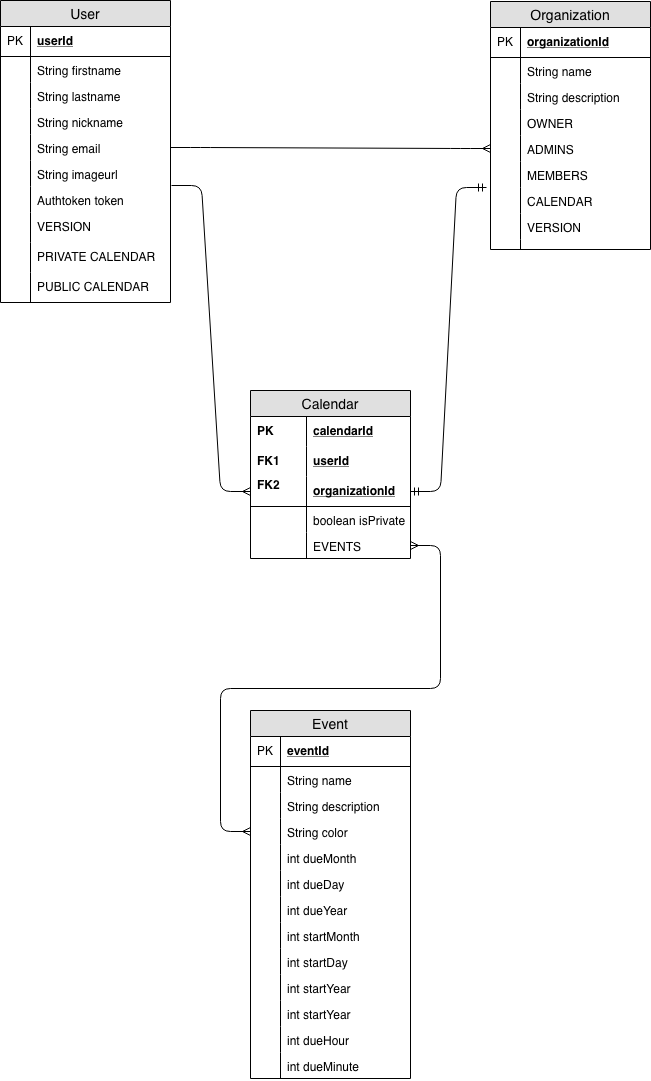 User
PK userId
String firstname
String lastname
String nickname
String email
String imageurl
Authtoken token
VERSION
PRIVATE CALENDAR
PUBLIC CALENDAR
Organization
PK organizationId
String name
String description
OWNER
ADMINS
MEMBERS
CALENDAR
VERSION
Calendar
PK calendarId
FK1 userId
FK2 organizationId
boolean isPrivate
EVENTS
Event
PK eventId
String name
String description
String color
int dueMonth
int dueDay
int dueYear
int startMonth
int startDay
int startYear
int startYear
int dueHour
int dueMinute